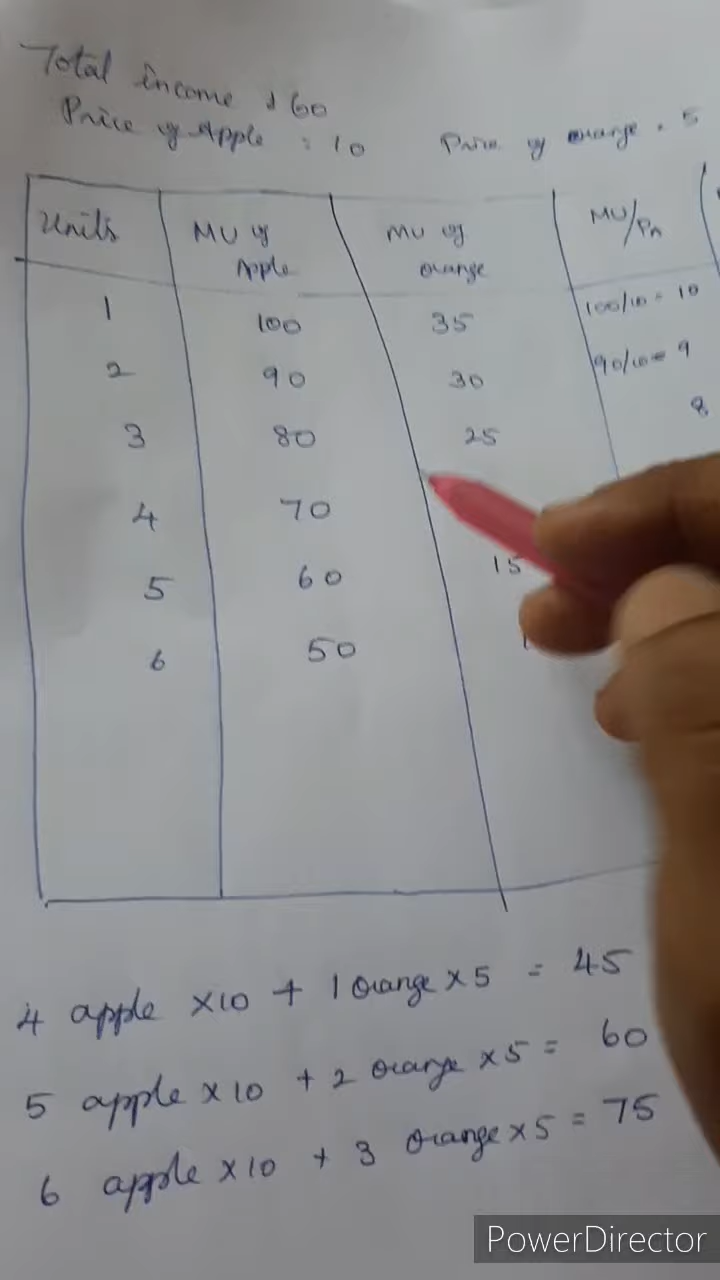 Total income = 60
Price of Apple = 10 Price of orange = 5
Units MU of Apple MU of orange MU/Pa
1 100 35 100/10 = 10
2 90 30 90/10 = 9
3 80 25 8
4 70
5 60 15
6 50
4 apple x10 + 1 orange x 5 = 45
5 apple x 10 + 2 orange x 5 = 60
6 apple x 10 + 3 orange x 5 = 75
PowerDirector